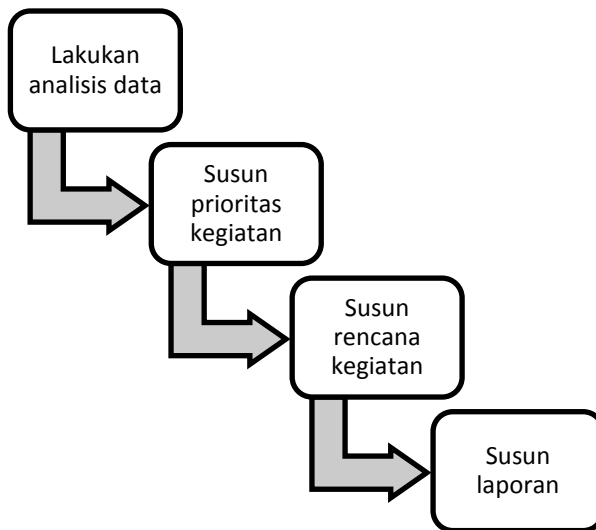 Lakukan
analisis data
Susun
prioritas
kegiatan
Susun
rencana
kegiatan
Susun
laporan